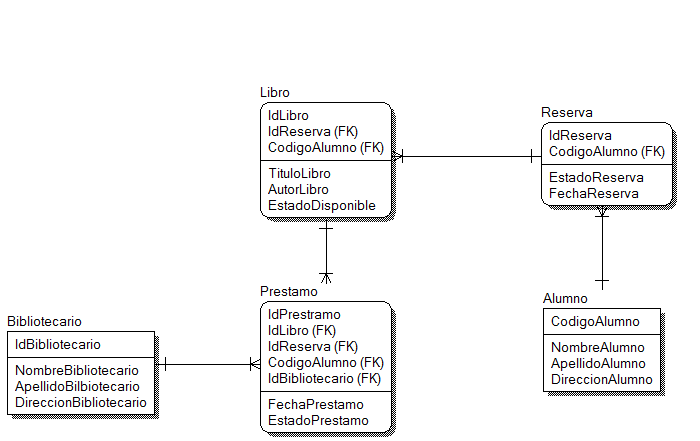 Libro
IdLibro
IdReserva (FK)
CodigoAlumno (FK)
TituloLibro
AutorLibro
EstadoDisponible
Reserva
IdReserva
CodigoAlumno (FK)
EstadoReserva
FechaReserva
Prestamo
IdPrestramo
IdLibro (FK)
IdReserva (FK)
CodigoAlumno (FK)
IdBibliotecario (FK)
FechaPrestamo
EstadoPrestamo
Alumno
CodigoAlumno
NombreAlumno
ApellidoAlumno
DireccionAlumno
Bibliotecario
IdBibliotecario
NombreBibliotecario
ApellidoBilbiotecario
DireccionBibliotecario